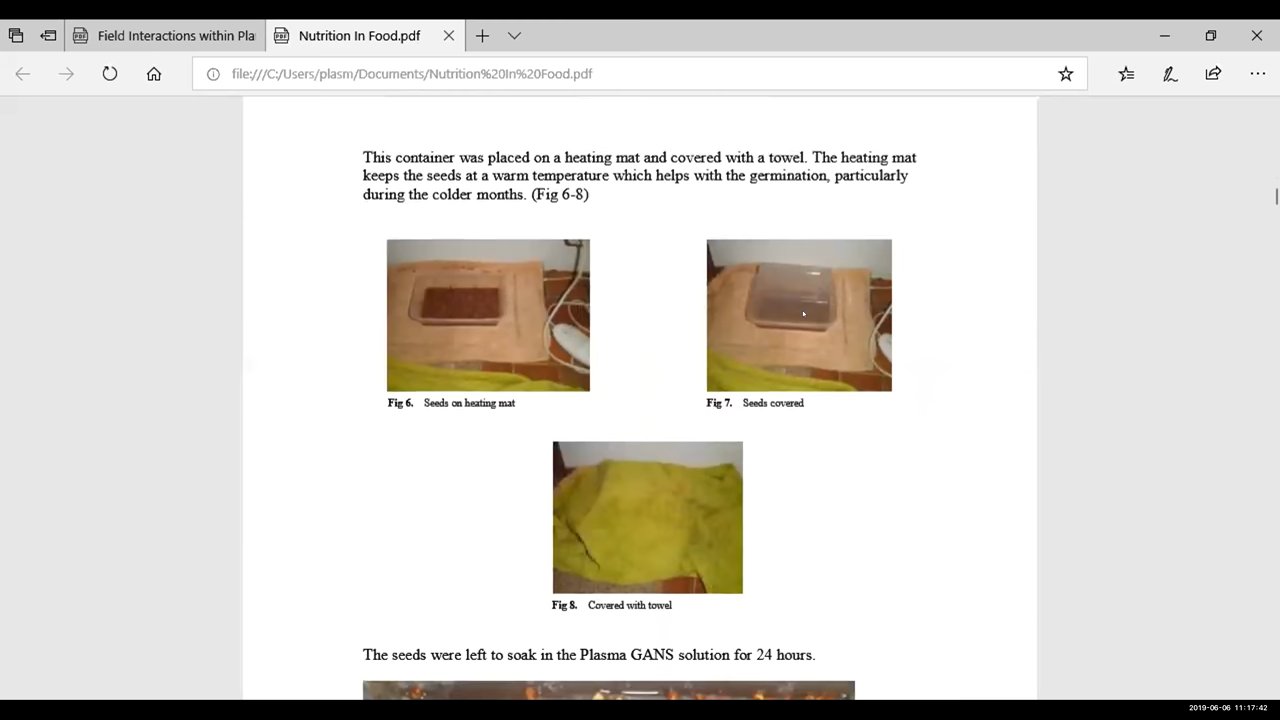 Field Interactions within Pla
Nutrition In Food.pdf
file:///C:/Users/plasm/Documents/Nutrition%20In%20Food.pdf
This container was placed on a heating mat and covered with a towel. The heating mat
keeps the seeds at a warm temperature which helps with the germination, particularly
during the colder months. (Fig 6-8)
Fig 6. Seeds on heating mat
Fig 7. Seeds covered
Fig 8. Covered with towel
The seeds were left to soak in the Plasma GANS solution for 24 hours.
2019-06-06 11:17:42